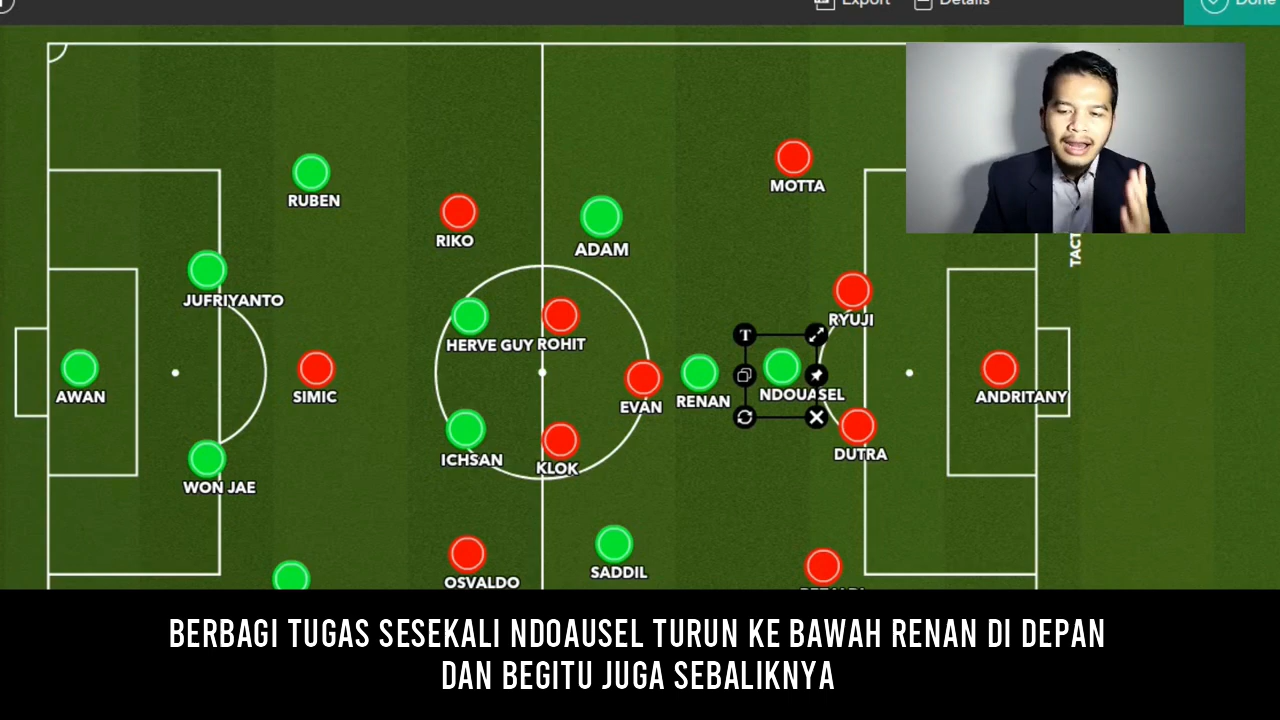 Export
Details
Done
RUBEN
RIKO
ADAM
MOTTA
TACT
JUFRIYANTO
HERVE GUY
ROHIT
RYUJI
T
AWAN
SIMIC
EVAN
RENAN
NDOUASEL
ANDRITANY
ICHSAN
KLOK
DUTRA
WON JAE
OSVALDO
SADDIL
BERBAGI TUGAS SESEKALI NDOAUSEL TURUN KE BAWAH RENAN DI DEPAN
DAN BEGITU JUGA SEBALIKNYA